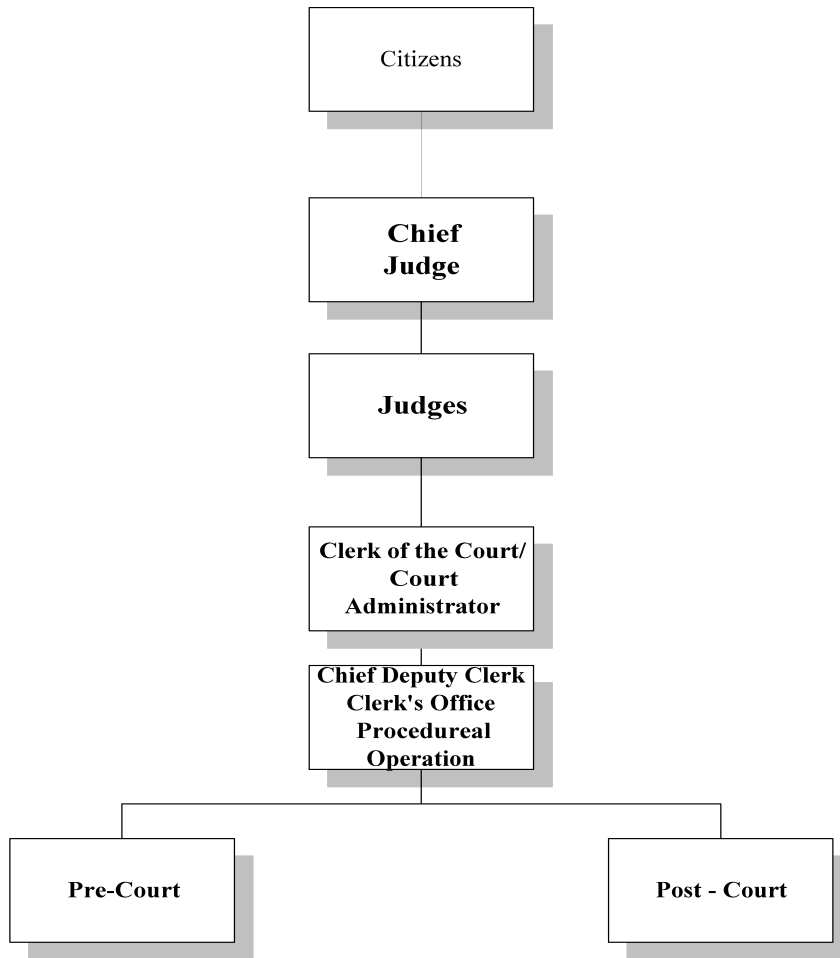 Citizens
Chief
Judge
Judges
Clerk of the Court/
Court
Administrator
Chief Deputy Clerk
Clerk's Office
Procedureal
Operation
Pre-Court
Post - Court